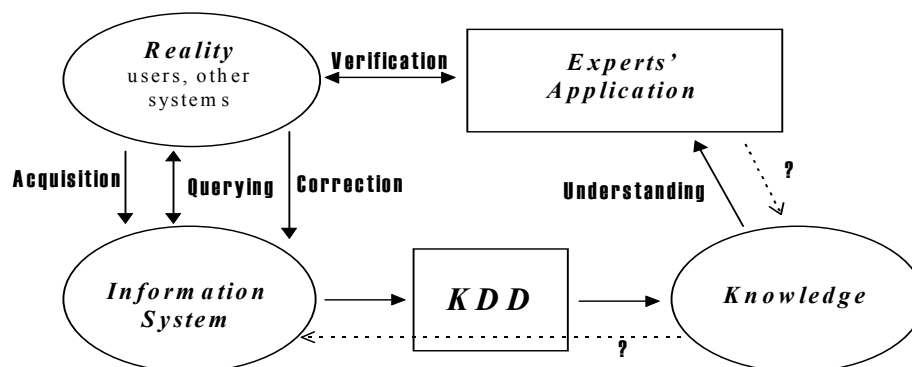 Reality
users, other
systems
Verification
Experts'
Application
Acquisition
Querying
Correction
Understanding
?
Information
System
KDD
Knowledge
?